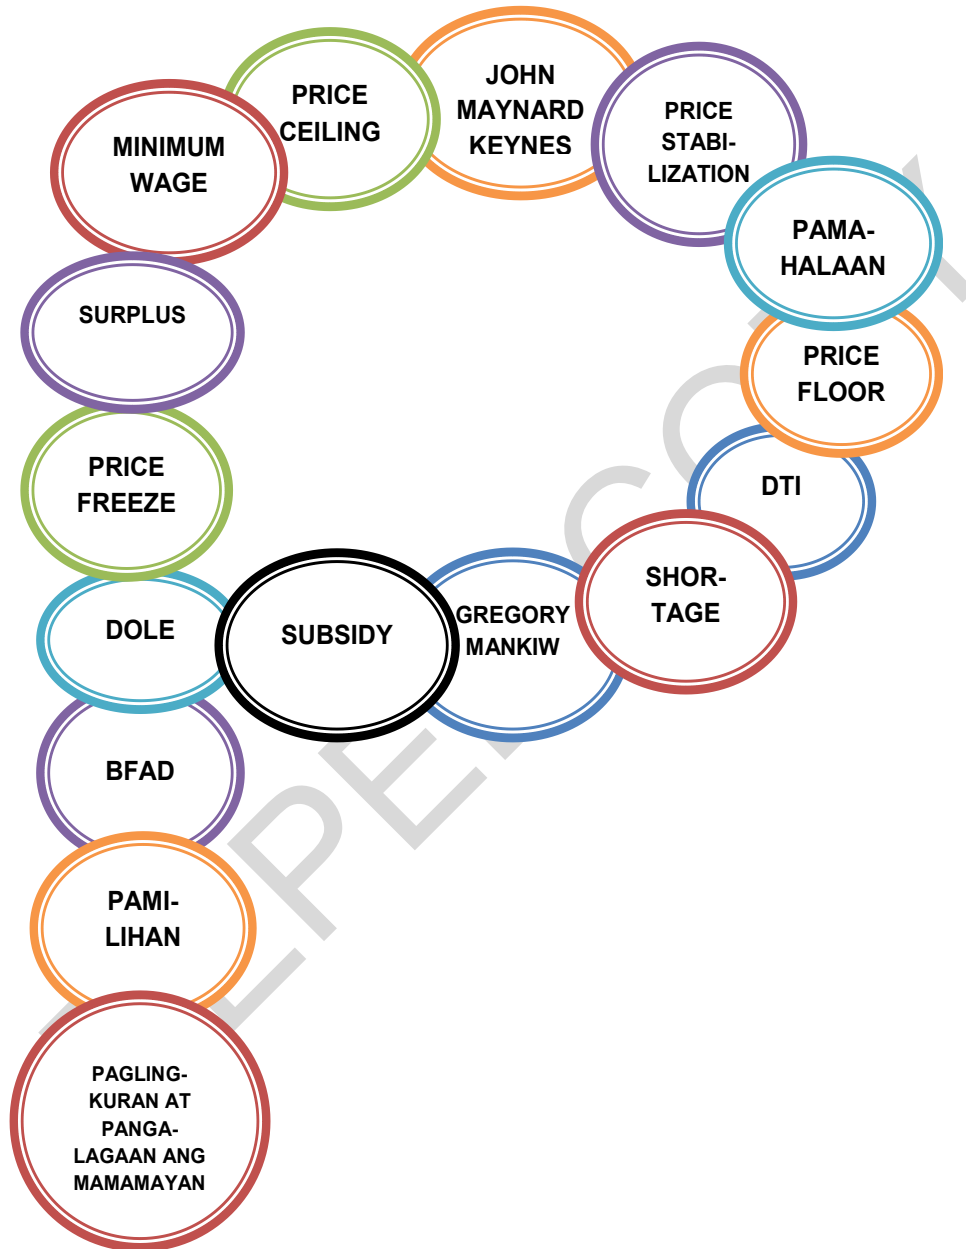 JOHN
MAYNARD
KEYNES
PRICE
CEILING
PRICE
STABI-
LIZATION
MINIMUM
WAGE
PAMA-
HALAAN
SURPLUS
PRICE
FLOOR
PRICE
FREEZE
DTI
SHOR-
TAGE
DOLE
SUBSIDY
GREGORY
MANKIW
BFAD
PAMI-
LIHAN
PAGLING-
KURAN AT
PANGA-
LAGAAN ANG
MAMAMAYAN